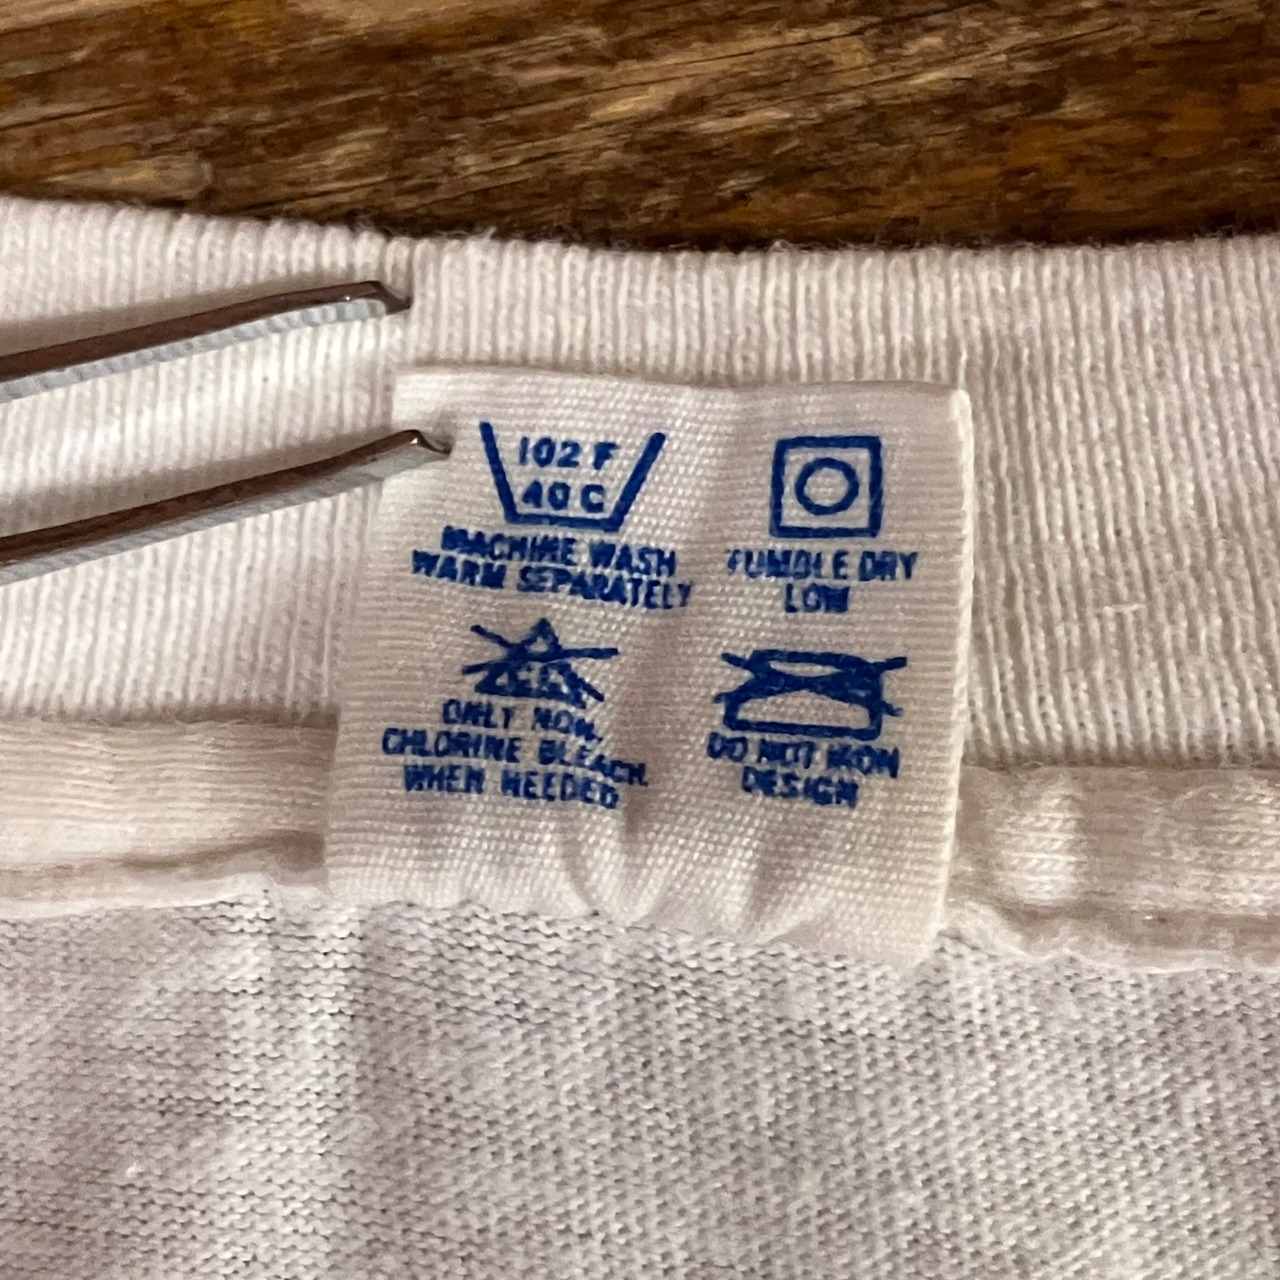 102 F
40 C
MACHINE WASH
WARM SEPARATELY
TUMBLE DRY
LOW
ONLY NON.
CHLORINE BLEACH
WHEN NEEDED
DO NOT IRON
DESIGN